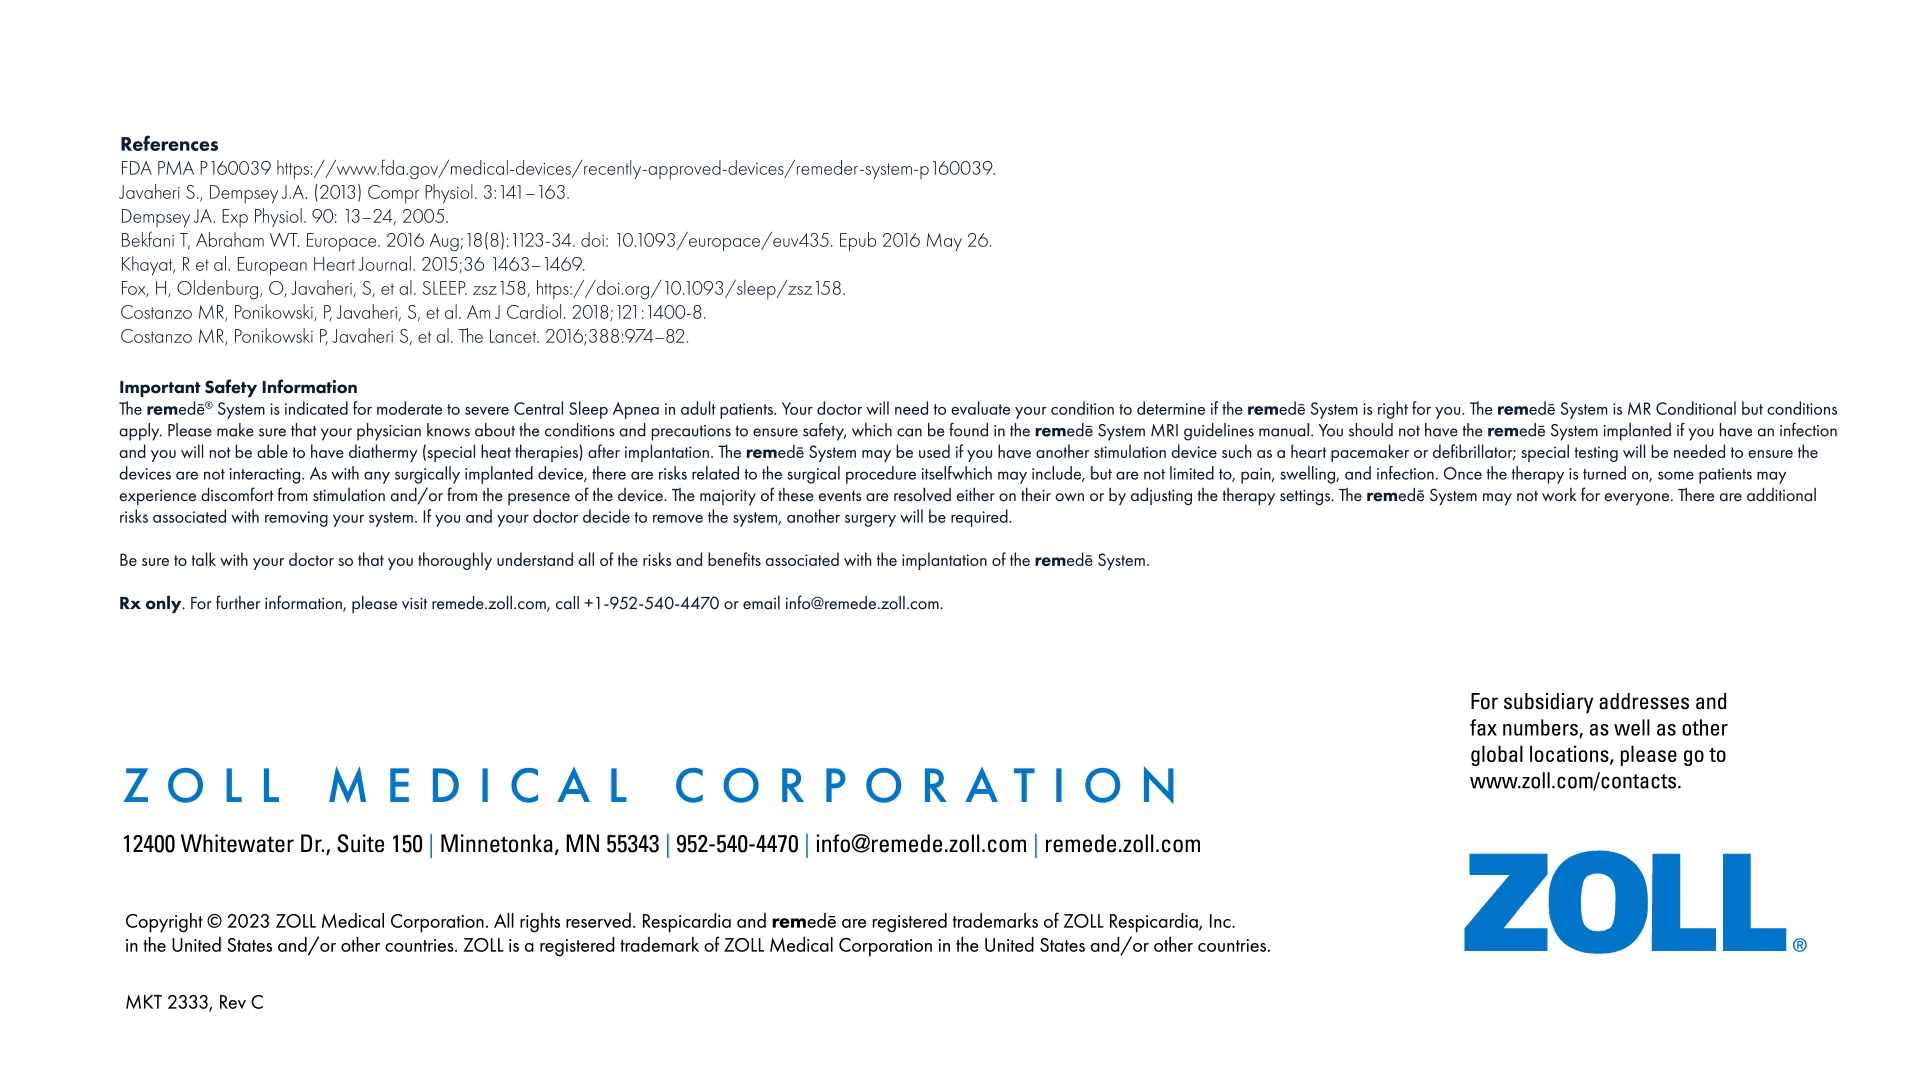 References
FDA PMA P160039 https://www.fda.gov/medical-devices/recently-approved-devices/remeder-system-p160039.
Javaheri S., Dempsey J.A. (2013) Compr Physiol. 3:141–163.
Dempsey JA. Exp Physiol. 90: 13–24, 2005.
Bekfani T, Abraham WT. Europace. 2016 Aug;18(8):1123-34. doi: 10.1093/europace/euv435. Epub 2016 May 26.
Khayat, R et al. European Heart Journal. 2015;36 1463–1469.
Fox, H, Oldenburg, O, Javaheri, S, et al. SLEEP. zsz158, https://doi.org/10.1093/sleep/zsz158.
Costanzo MR, Ponikowski, P, Javaheri, S, et al. Am J Cardiol. 2018;121:1400-8.
Costanzo MR, Ponikowski P, Javaheri S, et al. The Lancet. 2016;388:974–82.
Important Safety Information
The remedē® System is indicated for moderate to severe Central Sleep Apnea in adult patients. Your doctor will need to evaluate your condition to determine if the remedē System is right for you. The remedē System is MR Conditional but conditions
apply. Please make sure that your physician knows about the conditions and precautions to ensure safety, which can be found in the remedē System MRI guidelines manual. You should not have the remedē System implanted if you have an infection
and you will not be able to have diathermy (special heat therapies) after implantation. The remedē System may be used if you have another stimulation device such as a heart pacemaker or defibrillator; special testing will be needed to ensure the
devices are not interacting. As with any surgically implanted device, there are risks related to the surgical procedure itselfwhich may include, but are not limited to, pain, swelling, and infection. Once the therapy is turned on, some patients may
experience discomfort from stimulation and/or from the presence of the device. The majority of these events are resolved either on their own or by adjusting the therapy settings. The remedē System may not work for everyone. There are additional
risks associated with removing your system. If you and your doctor decide to remove the system, another surgery will be required.
Be sure to talk with your doctor so that you thoroughly understand all of the risks and benefits associated with the implantation of the remedē System.
Rx only. For further information, please visit remede.zoll.com, call +1-952-540-4470 or email info@remede.zoll.com.
For subsidiary addresses and
fax numbers, as well as other
global locations, please go to
www.zoll.com/contacts.
ZOLL MEDICAL CORPORATION
12400 Whitewater Dr., Suite 150 | Minnetonka, MN 55343 | 952-540-4470 | info@remede.zoll.com | remede.zoll.com
ZOLL®
Copyright © 2023 ZOLL Medical Corporation. All rights reserved. Respicardia and remedē are registered trademarks of ZOLL Respicardia, Inc.
in the United States and/or other countries. ZOLL is a registered trademark of ZOLL Medical Corporation in the United States and/or other countries.
MKT 2333, Rev C